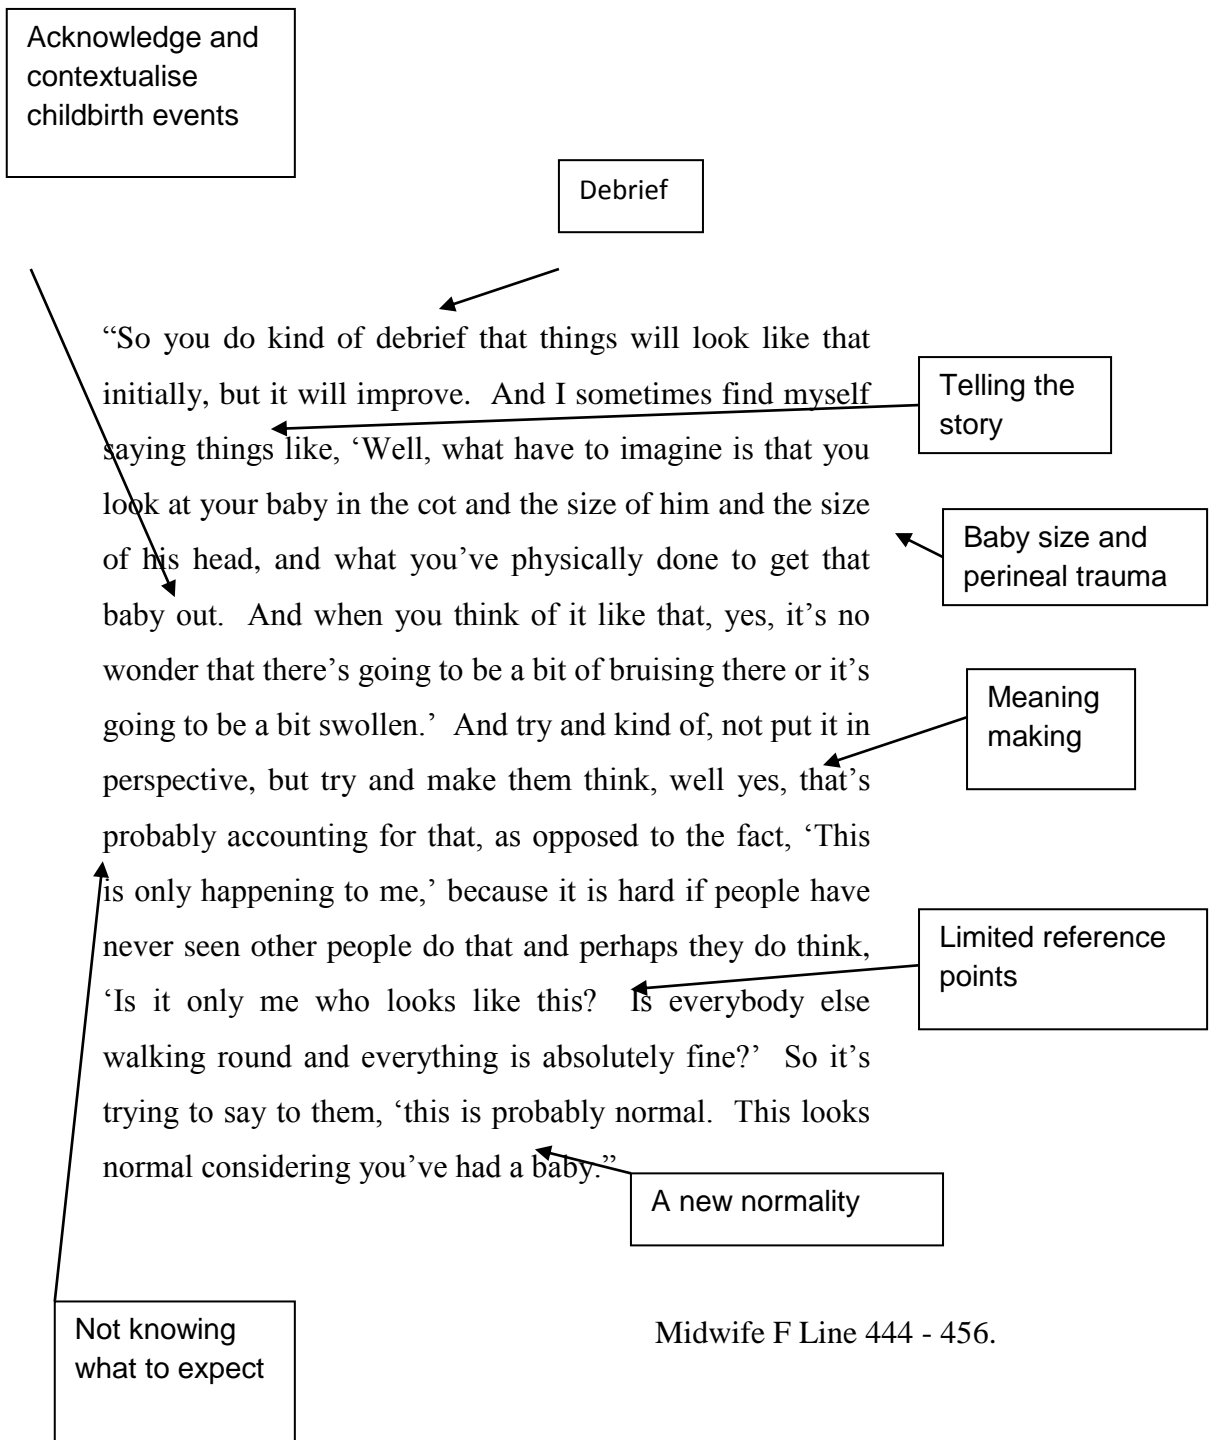 Acknowledge and
contextualise
childbirth events
Debrief
“So you do kind of debrief that things will look like that
initially, but it will improve.  And I sometimes find myself
saying things like, ‘Well, what have to imagine is that you
look at your baby in the cot and the size of him and the size
of his head, and what you’ve physically done to get that
baby out.  And when you think of it like that, yes, it’s no
wonder that there’s going to be a bit of bruising there or it’s
going to be a bit swollen.’  And try and kind of, not put it in
perspective, but try and make them think, well yes, that’s
probably accounting for that, as opposed to the fact, ‘This
is only happening to me,’ because it is hard if people have
never seen other people do that and perhaps they do think,
‘Is it only me who looks like this?  Is everybody else
walking round and everything is absolutely fine?’  So it’s
trying to say to them, ‘this is probably normal.  This looks
normal considering you’ve had a baby.”
Telling the
story
Baby size and
perineal trauma
Meaning
making
Limited reference
points
A new normality
Not knowing
what to expect
Midwife F Line 444 - 456.